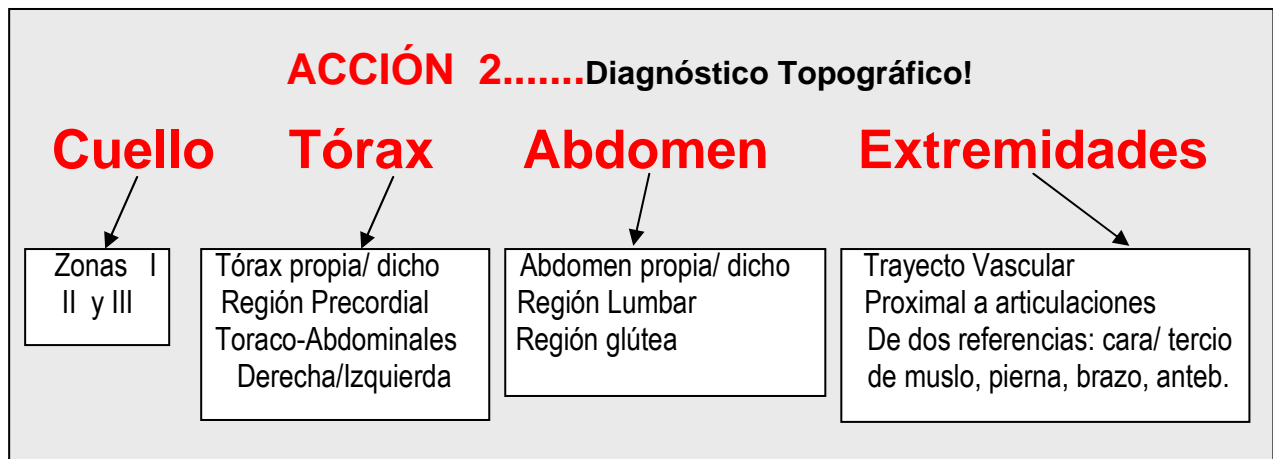 ACCIÓN 2.......Diagnóstico Topográfico!
Cuello Tórax Abdomen Extremidades
Zonas I
II y III
Tórax propia/ dicho
Región Precordial
Toraco-Abdominales
Derecha/Izquierda
Abdomen propia/ dicho
Región Lumbar
Región glútea
Trayecto Vascular
Proximal a articulaciones
De dos referencias: cara/ tercio
de muslo, pierna, brazo, anteb.